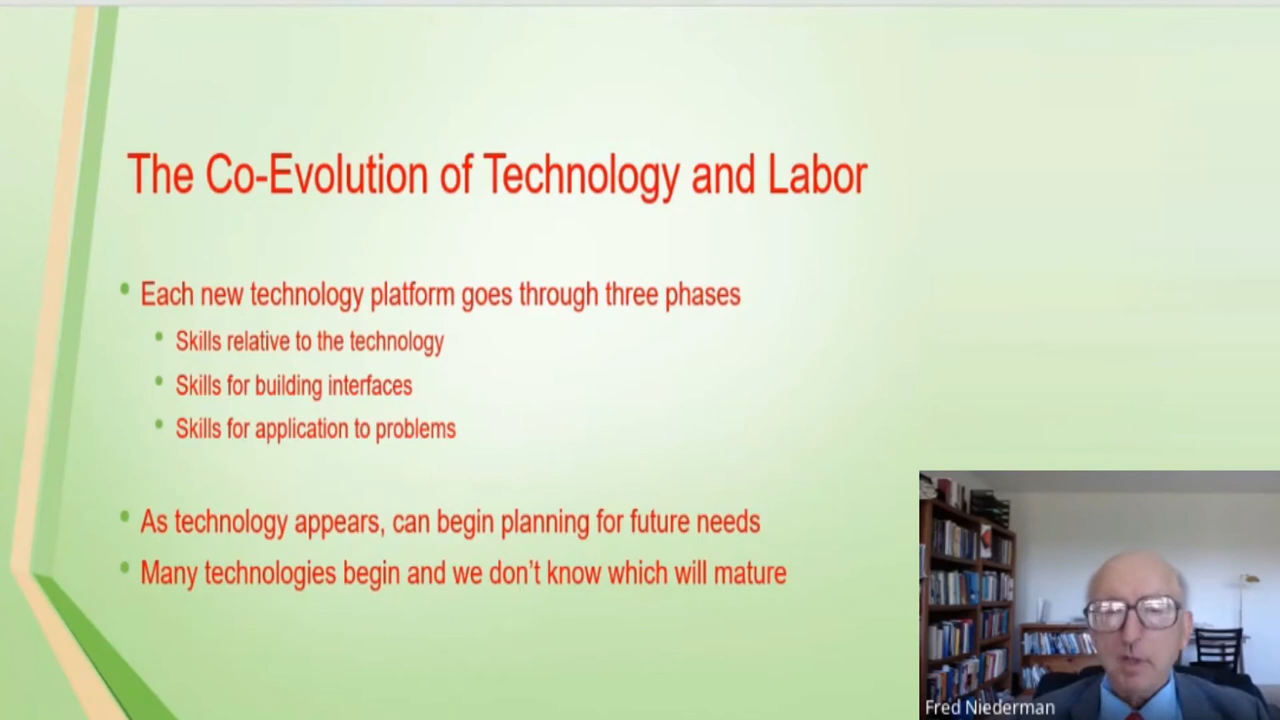 The Co-Evolution of Technology and Labor
Each new technology platform goes through three phases
Skills relative to the technology
Skills for building interfaces
Skills for application to problems
As technology appears, can begin planning for future needs
Many technologies begin and we don’t know which will mature
Fred Niederman